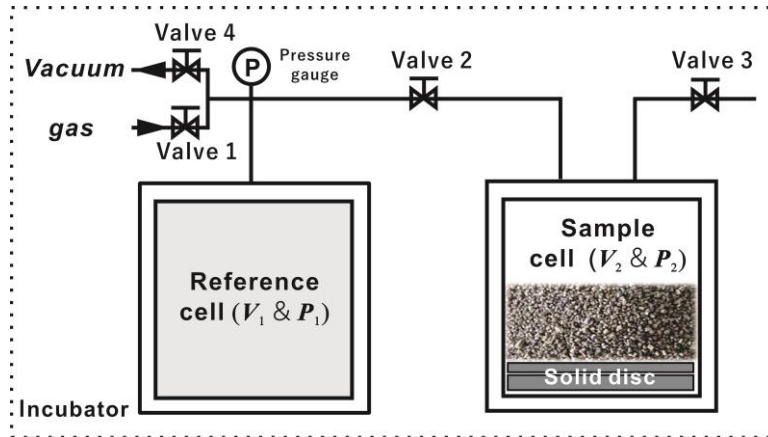 Valve 4
Vacuum
P
Pressure
gauge
Valve 2
Valve 3
gas
Valve 1
Reference
cell (V₁ & P₁)
Sample
cell (V₂ & P₂)
Solid disc
Incubator